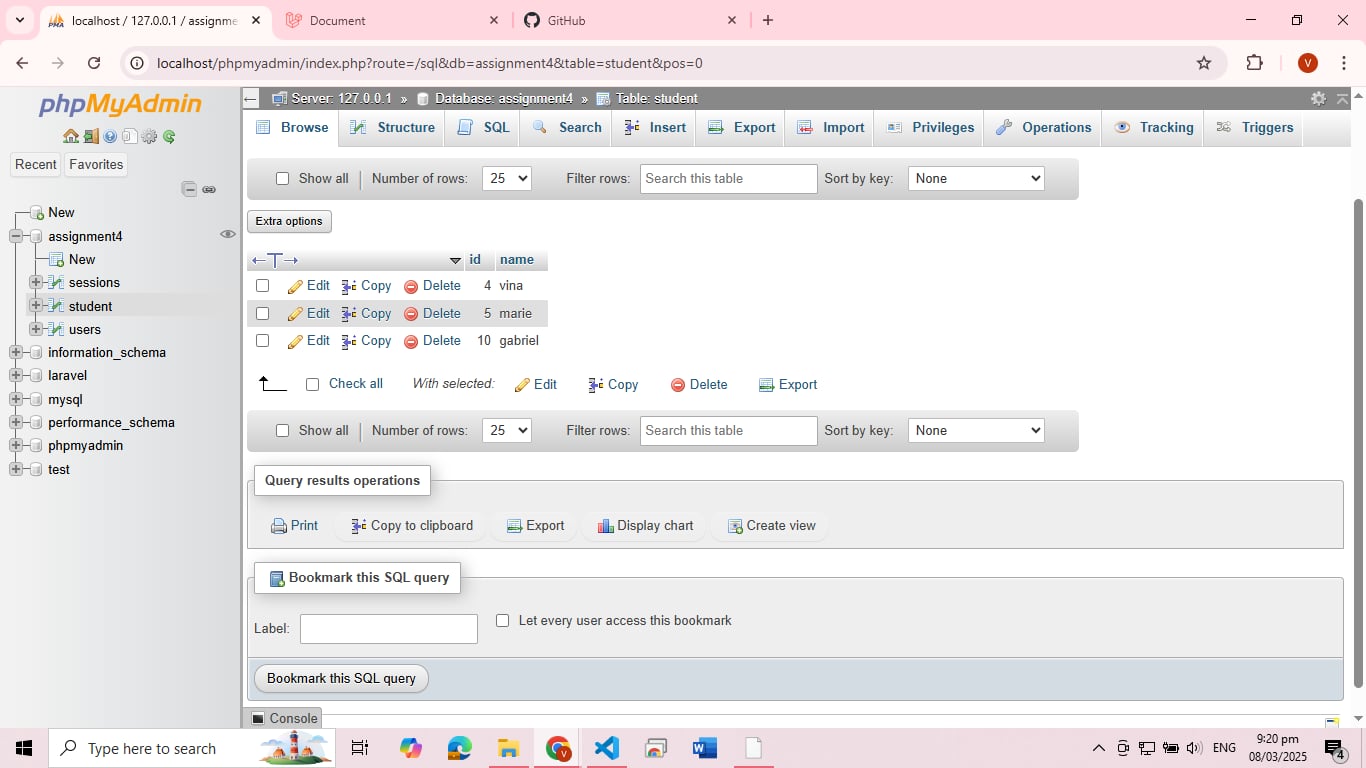 localhost / 127.0.0.1 / assignme
Document
GitHub
localhost/phpmyadmin/index.php?route=/sql&db=assignment4&table=student&pos=0
V
phpMyAdmin
Recent Favorites
New
assignment4
New
sessions
student
users
information_schema
laravel
mysql
performance_schema
phpmyadmin
test
Server: 127.0.0.1 » Database: assignment4 » Table: student
Browse Structure SQL Search Insert Export Import Privileges Operations Tracking Triggers
Show all Number of rows: 25 Filter rows: Search this table Sort by key: None
Extra options
id name
Edit Copy Delete 4 vina
Edit Copy Delete 5 marie
Edit Copy Delete 10 gabriel
Check all With selected: Edit Copy Delete Export
Show all Number of rows: 25 Filter rows: Search this table Sort by key: None
Query results operations
Print Copy to clipboard Export Display chart Create view
Bookmark this SQL query
Label: Let every user access this bookmark
Bookmark this SQL query
Console
Type here to search
ENG
9:20 pm
08/03/2025
4